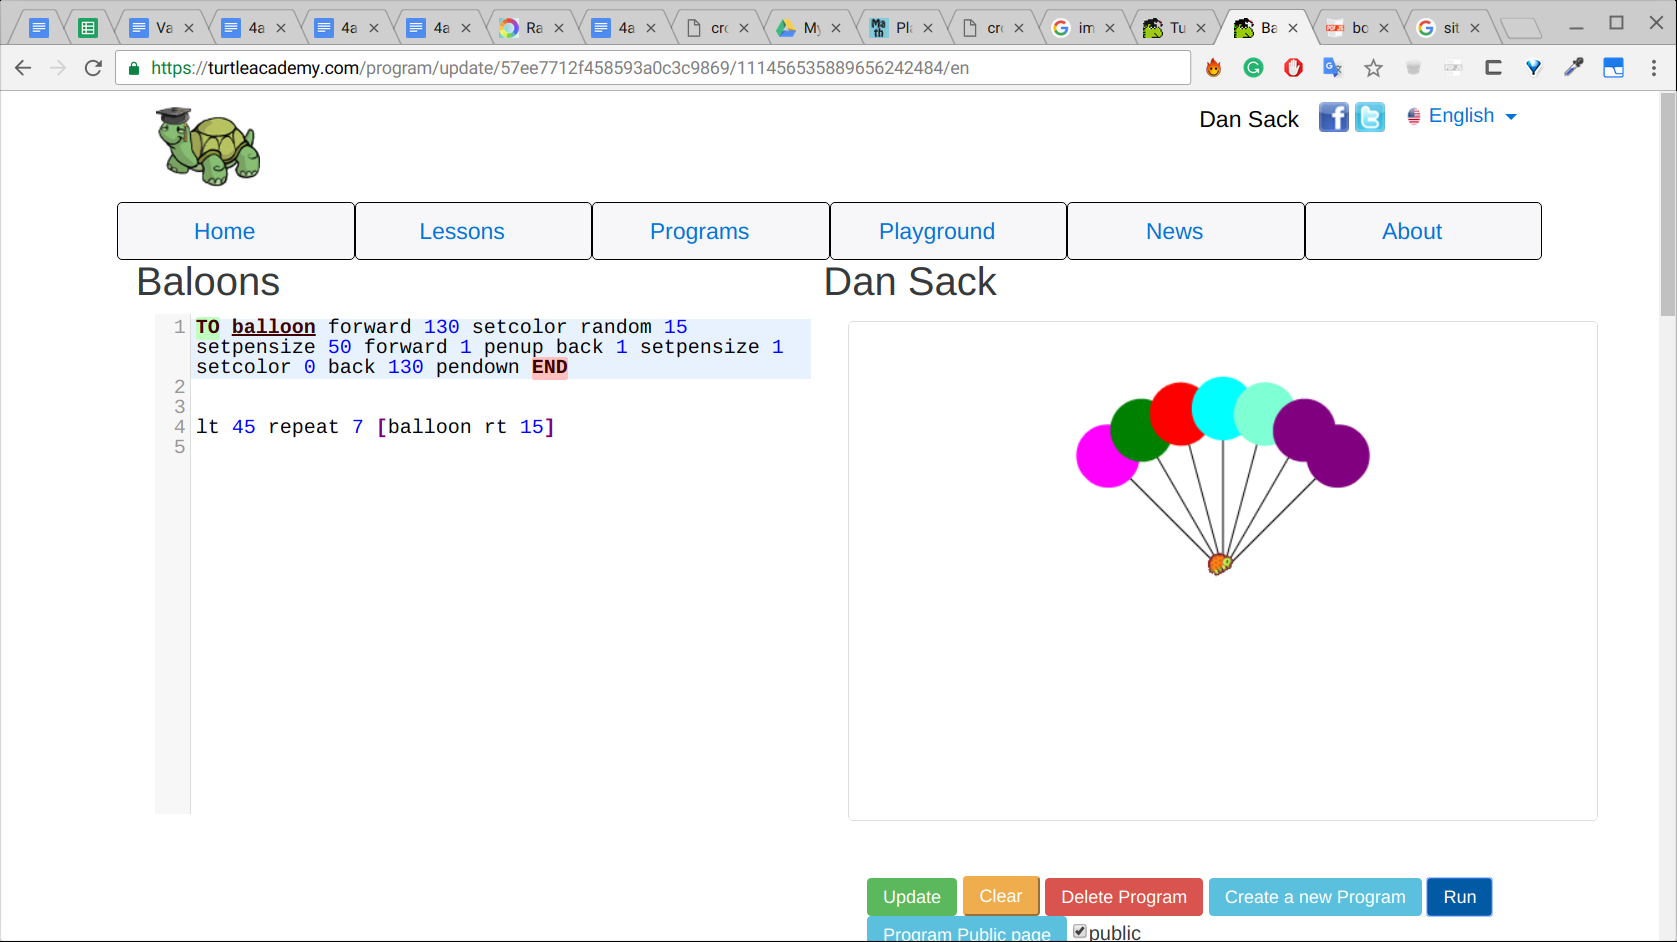 Va
4a
4a
4a
Ra
4a
cr
My
Ma th Pl
cr
im
Tu
Ba
bo
sit
https://turtleacademy.com/program/update/57ee7712f458593a0c3c9869/111456535889656242484/en
Dan Sack
English
Home Lessons Programs Playground News About
Baloons
Dan Sack
1 TO balloon forward 130 setcolor random 15
setpensize 50 forward 1 penup back 1 setpensize 1
setcolor 0 back 130 pendown END
2
3
4 lt 45 repeat 7 [balloon rt 15]
5
Update Clear Delete Program Create a new Program Run
Program Public page public